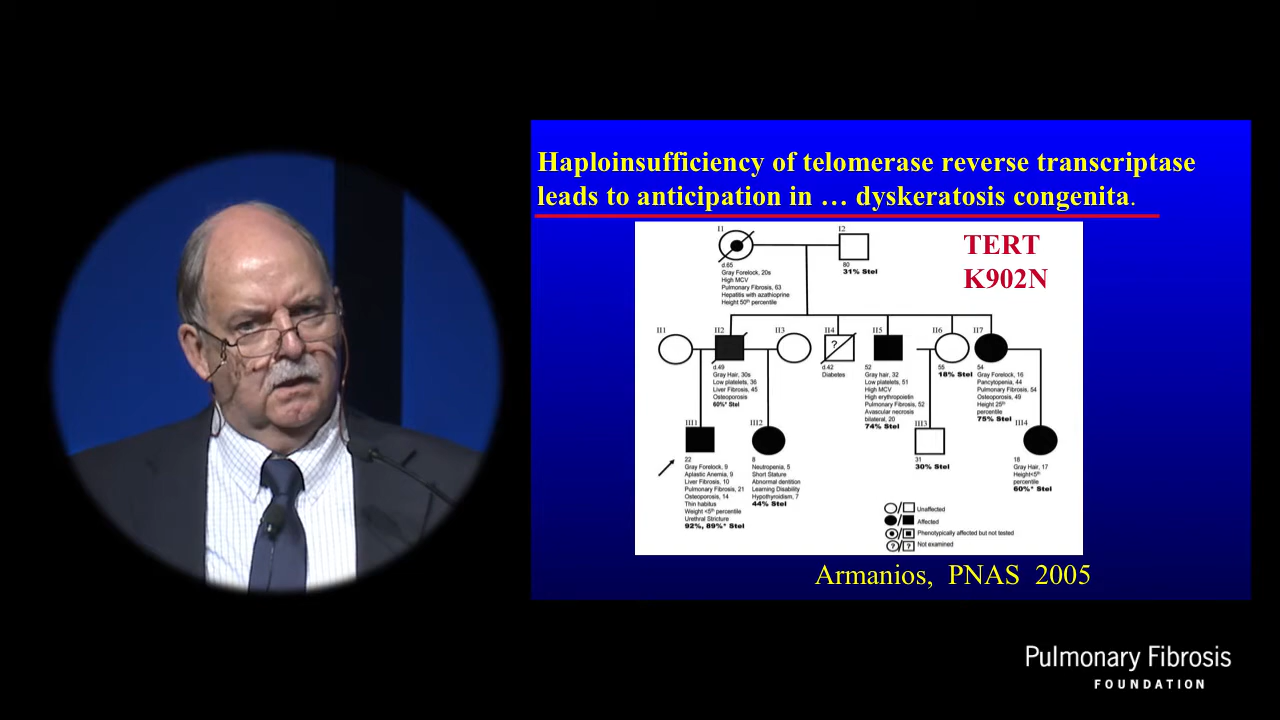 Haploinsufficiency of telomerase reverse transcriptase
leads to anticipation in … dyskeratosis congenita.
TERT
K902N
I1
d.65
Gray Forelock, 20s
High MCV
Pulmonary Fibrosis, 63
Hepatitis with azathioprine
Height 50th percentile
I2
80
31% Stel
II1
II2
d.49
Gray Hair, 30s
Low platelets, 36
Liver Fibrosis, 45
Osteoporosis
60%* Stel
II3
II4
?
d.42
Diabetes
II5
52
Gray hair, 32
Low platelets, 51
High MCV
High erythropoietin
Pulmonary Fibrosis, 52
Avascular necrosis
bilateral, 20
74% Stel
II6
55
18% Stel
II7
54
Gray Forelock, 16
Pancytopenia, 44
Pulmonary Fibrosis, 54
Osteoporosis, 49
Height 25th
percentile
75% Stel
III1
22
Gray Forelock, 9
Aplastic Anemia, 9
Liver Fibrosis, 10
Pulmonary Fibrosis, 21
Osteoporosis, 14
Thin habitus
Weight <5th percentile
Urethral Stricture
92%, 89%* Stel
III2
8
Neutropenia, 5
Short Stature
Abnormal dentition
Learning Disability
Hypothyroidism, 7
44% Stel
III3
31
30% Stel
III4
18
Gray Hair, 17
Height<5th
percentile
60%* Stel
Unaffected
Affected
Phenotypically affected but not tested
? ? Not examined
Armanios, PNAS 2005
Pulmonary Fibrosis
FOUNDATION